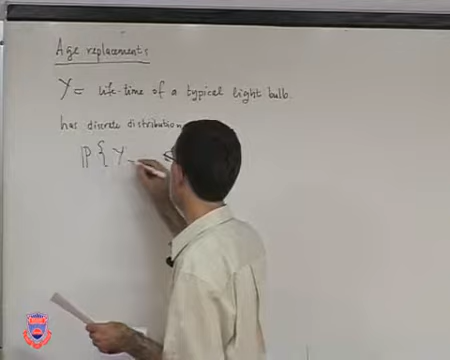 Age replacements
Y = life-time of a typical light bulb.
has discrete distribution
ℙ { Y =